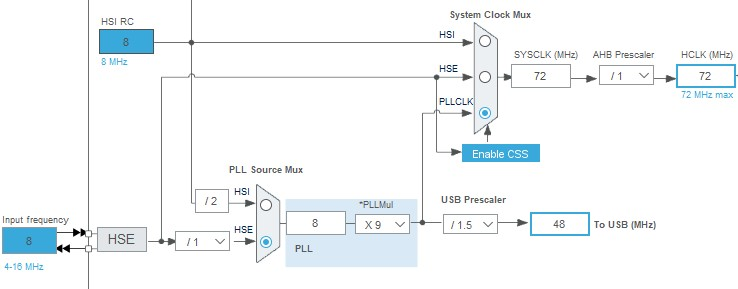 System Clock Mux
HSI RC
HSI
8
8 MHz
HSE
SYSCLK (MHz)
AHB Prescaler
HCLK (MHz)
72
/ 1
72
72 MHz max
PLLCLK
Enable CSS
PLL Source Mux
HSI
/ 2
*PLLMul
USB Prescaler
Input frequency
8
HSE
/ 1
HSE
8
X 9
/ 1.5
48
To USB (MHz)
PLL
4-16 MHz